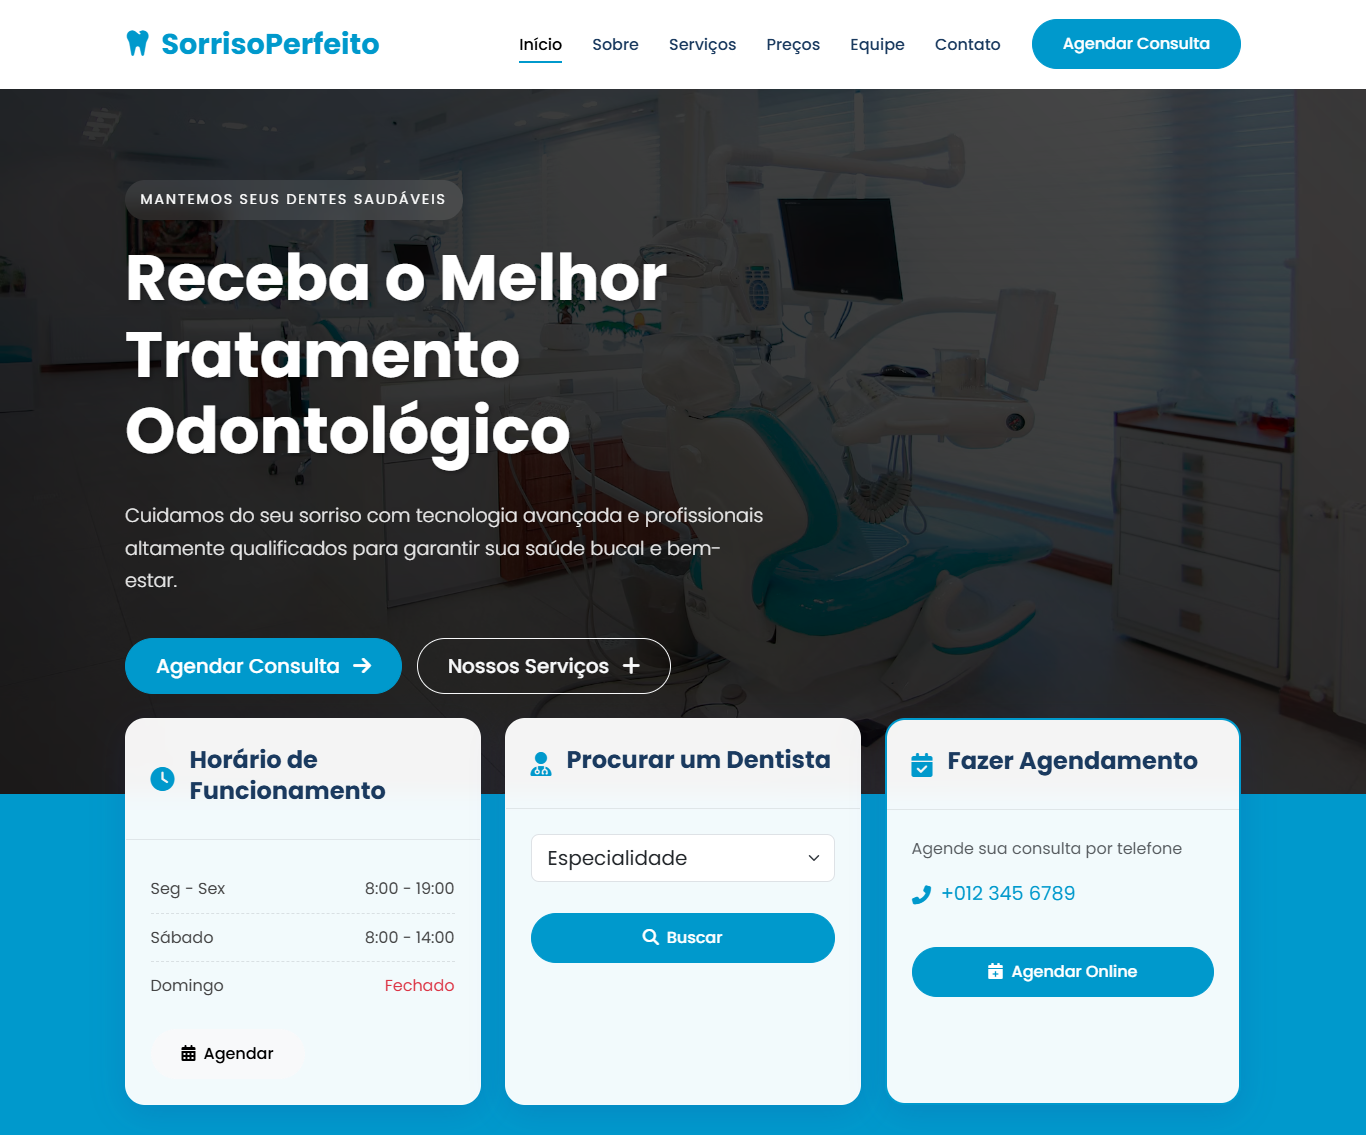 SorrisoPerfeito
Início
Sobre
Serviços
Preços
Equipe
Contato
Agendar Consulta
MANTEMOS SEUS DENTES SAUDÁVEIS
Receba o Melhor
Tratamento
Odontológico
Cuidamos do seu sorriso com tecnologia avançada e profissionais
altamente qualificados para garantir sua saúde bucal e bem-
estar.
Agendar Consulta
Nossos Serviços
Horário de
Funcionamento
Seg - Sex 8:00 - 19:00
Sábado 8:00 - 14:00
Domingo Fechado
Agendar
Procurar um Dentista
Especialidade
Buscar
Fazer Agendamento
Agende sua consulta por telefone
+012 345 6789
Agendar Online